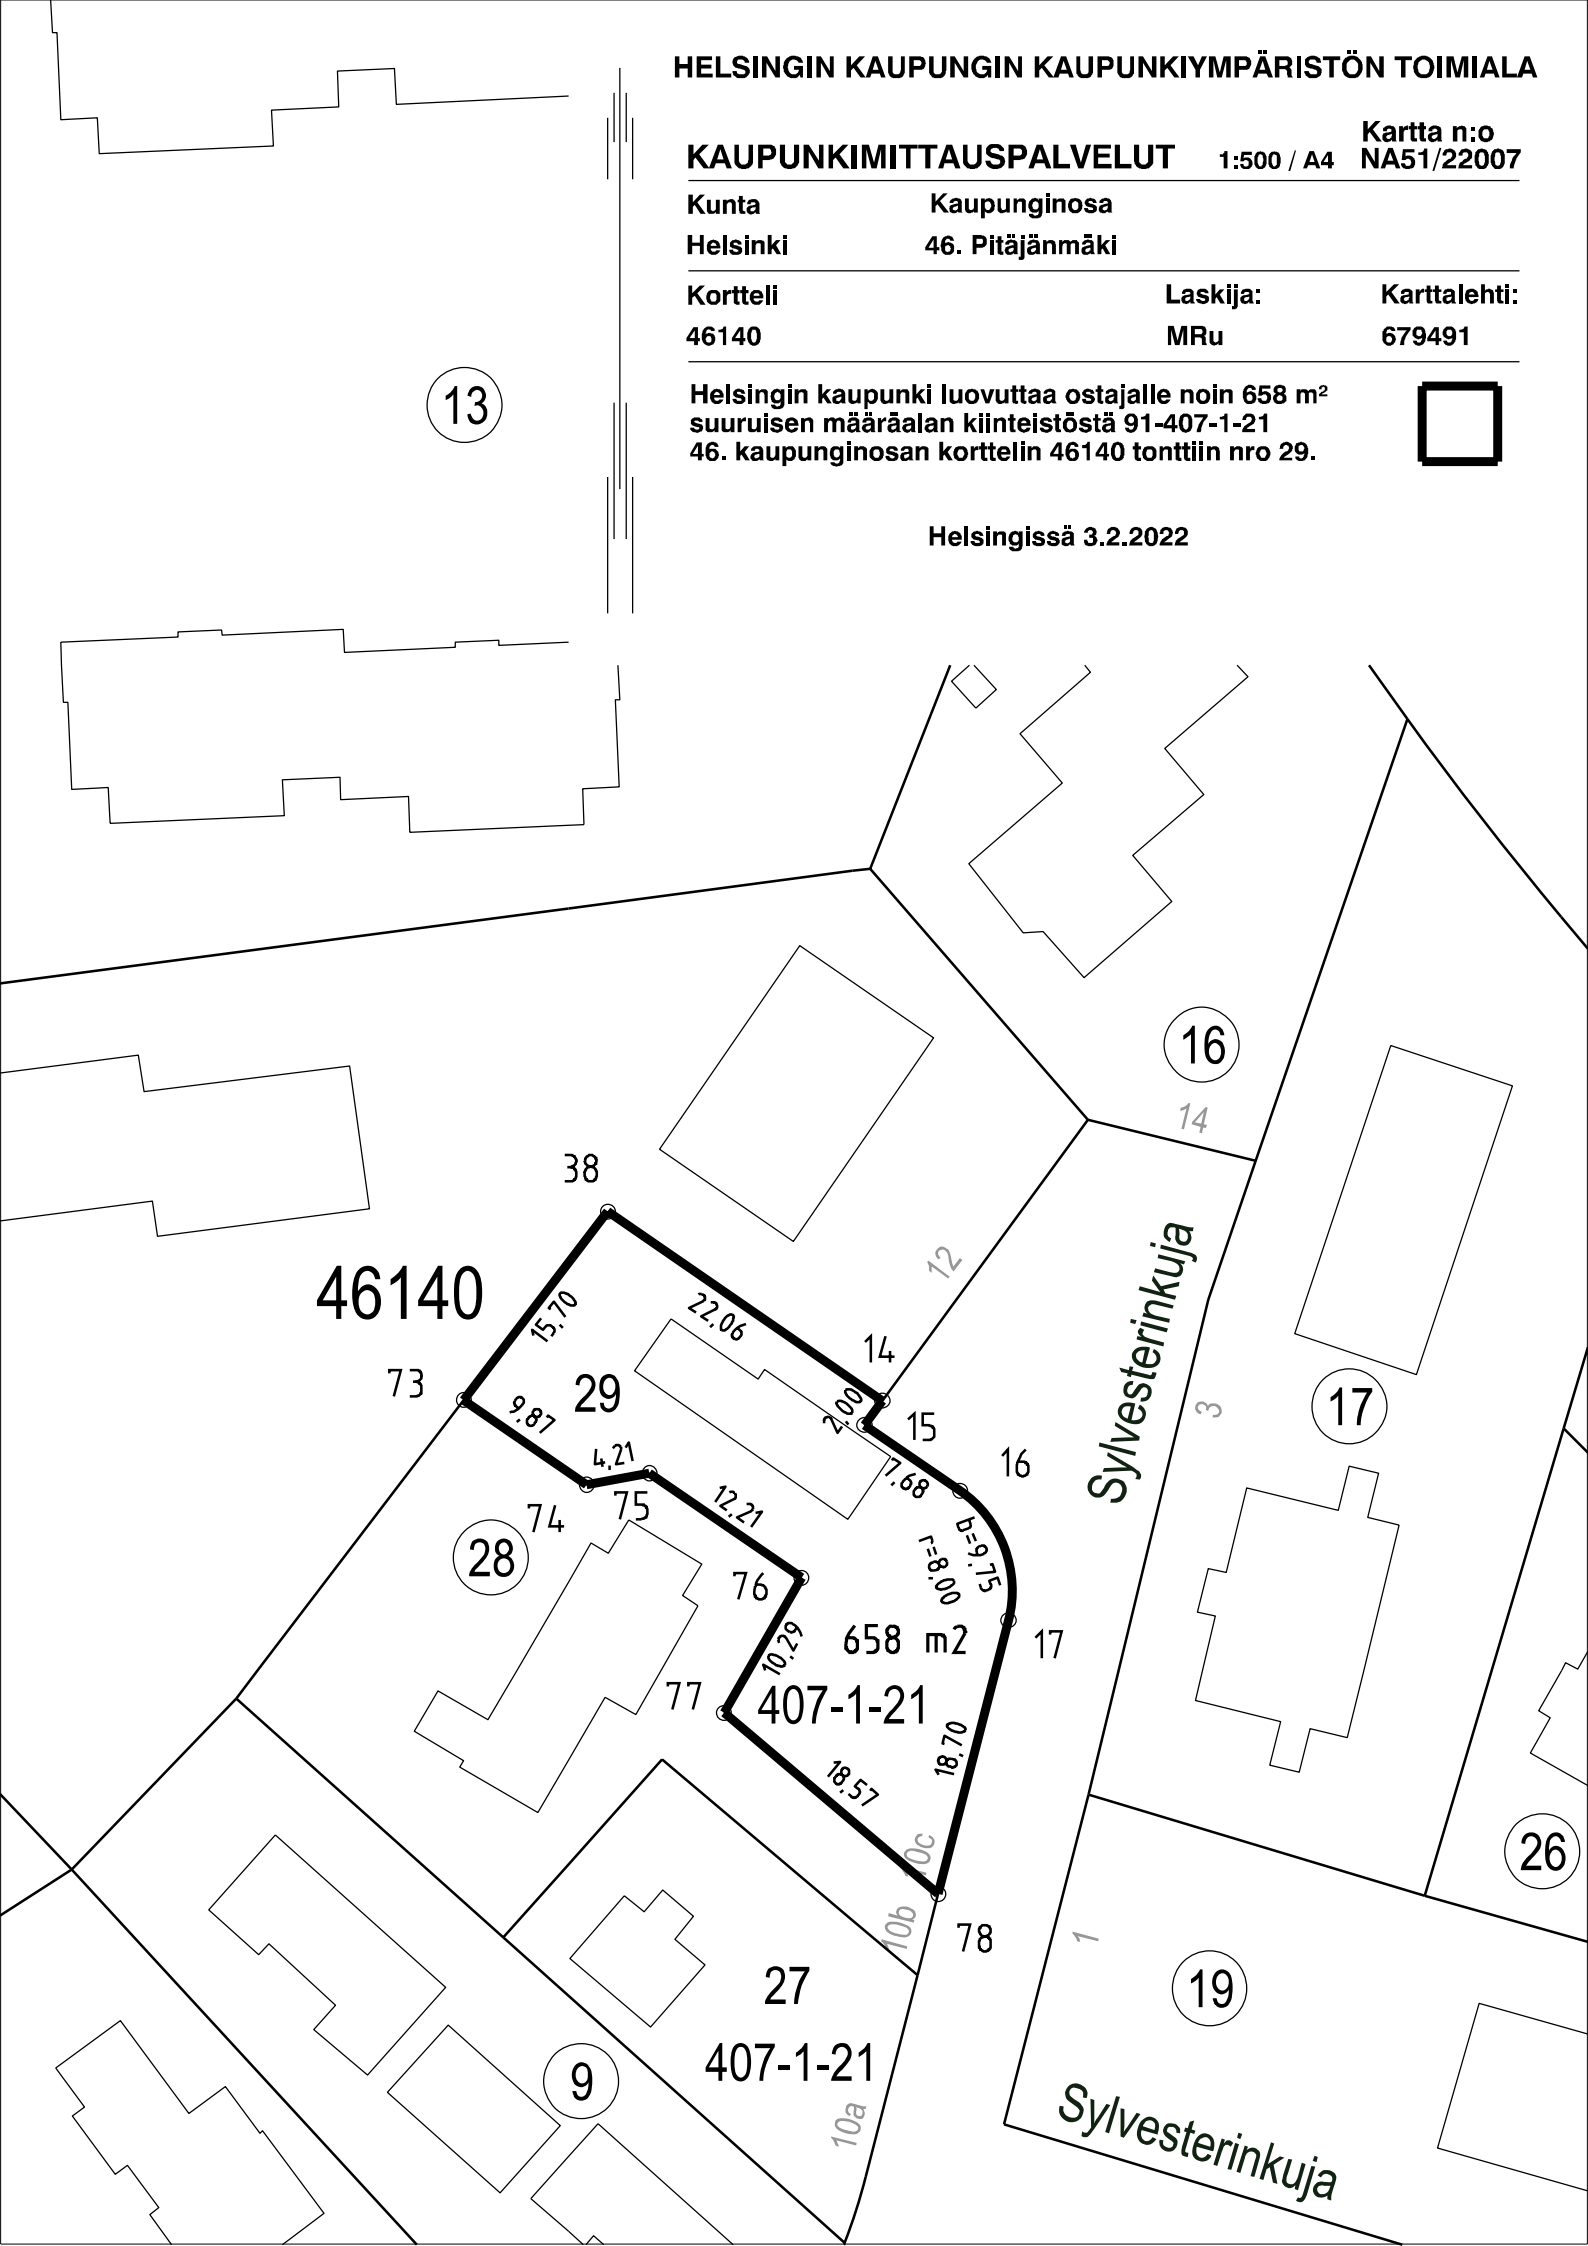 HELSINGIN KAUPUNGIN KAUPUNKIYMPÄRISTÖN TOIMIALA
KAUPUNKIMITTAUSPALVELUT 1:500 / A4 Kartta n:o NA51/22007
Kunta Kaupunginosa
Helsinki 46. Pitäjänmäki
Kortteli Laskija: Karttalehti:
46140 MRu 679491
Helsingin kaupunki luovuttaa ostajalle noin 658 m²
suuruisen määräalan kiinteistöstä 91-407-1-21
46. kaupunginosan korttelin 46140 tonttiin nro 29.
Helsingissä 3.2.2022
13
16
14
38
12
46140
15,70
22,06
14
73
29
9,87
2,00
15
Sylvesterinkuja
3
17
4,21
7,68
16
74
75
12,21
b=9,75
r=8,00
28
76
10,29
658 m2
17
77
407-1-21
18,70
18,57
10c
26
10b
78
1
27
19
407-1-21
9
10a
Sylvesterinkuja